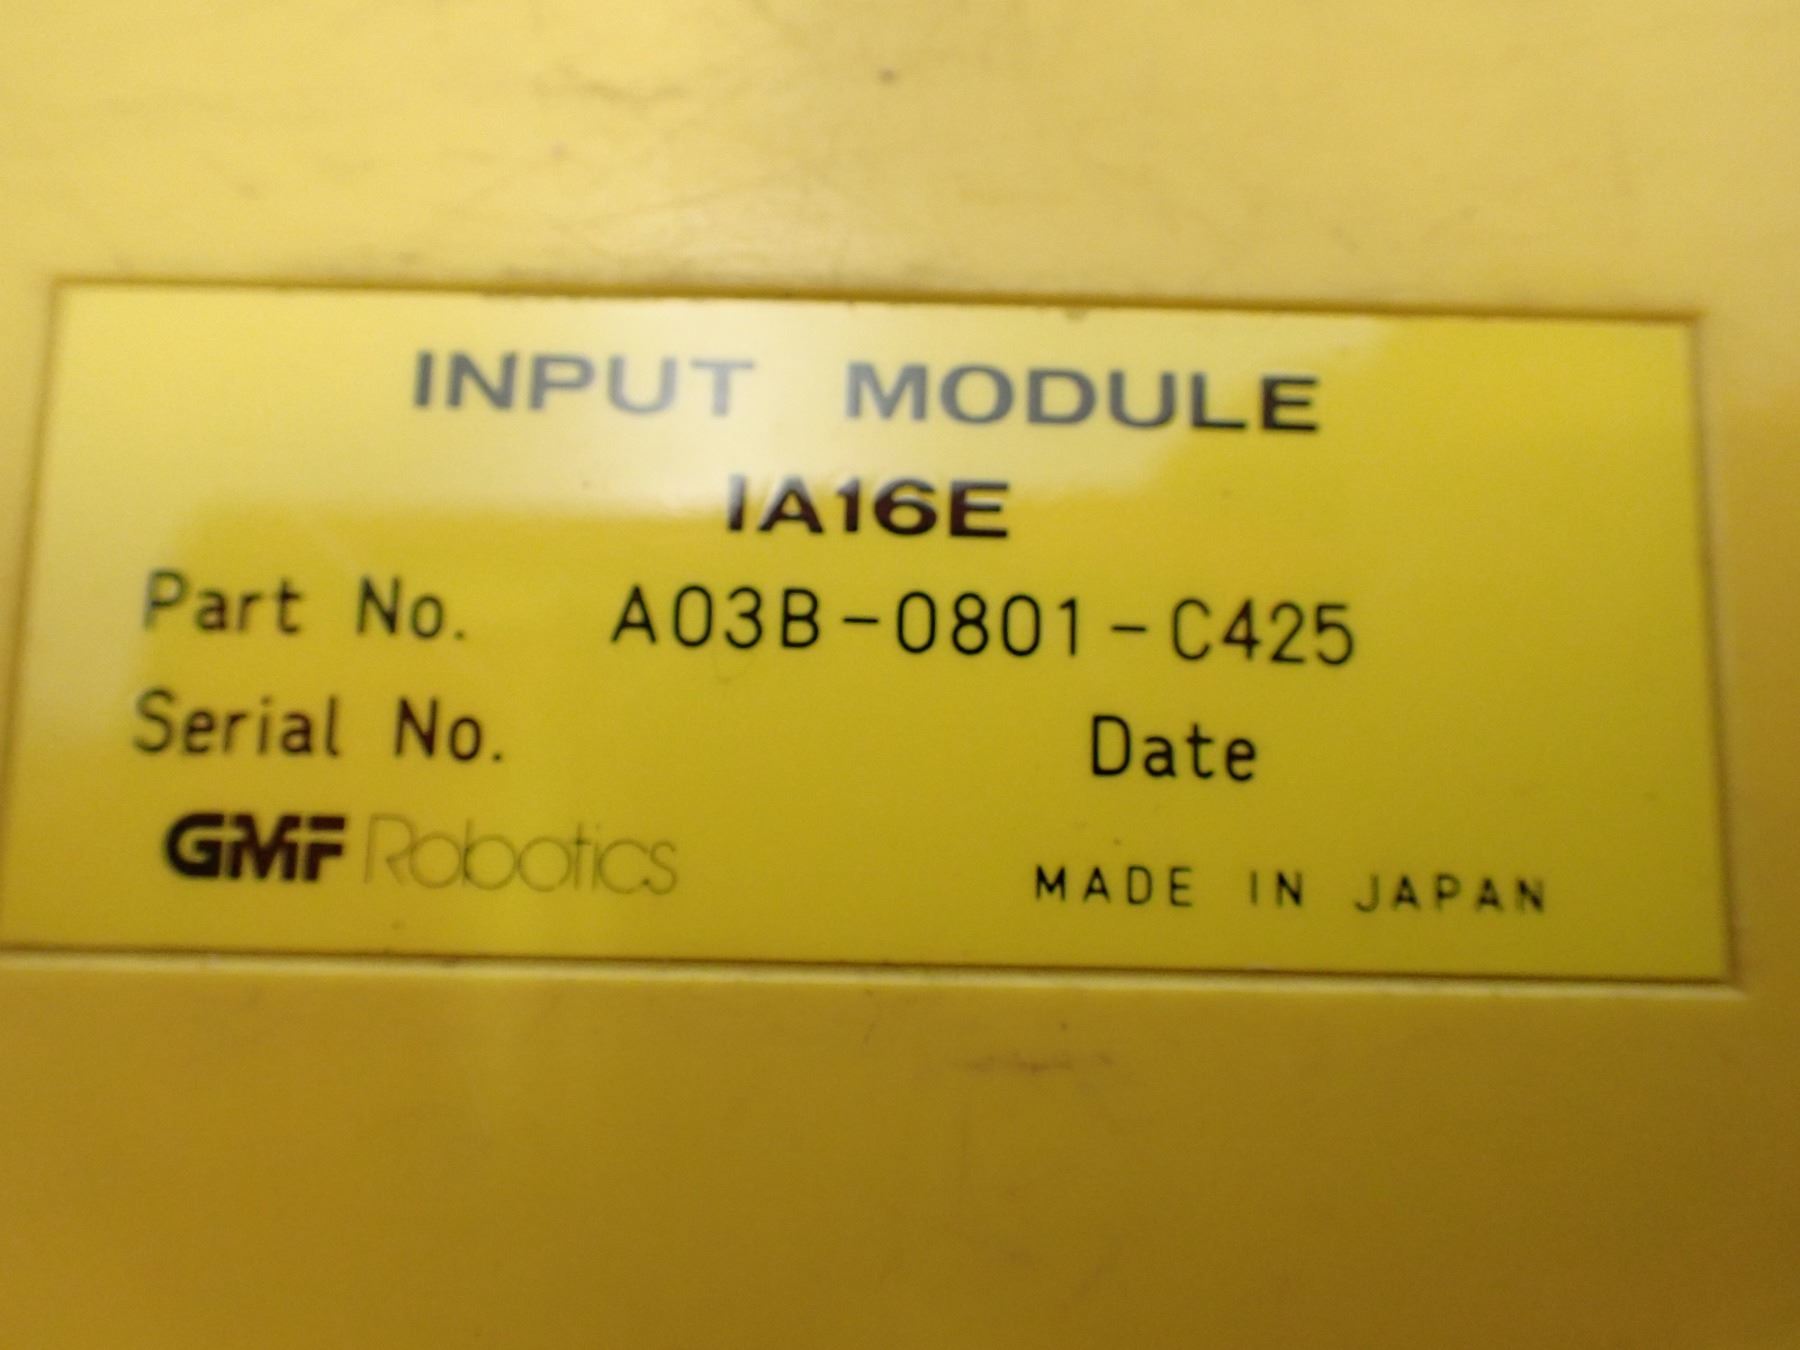 INPUT MODULE
IA16E
Part No. A03B-0801-C425
Serial No. Date
GMF Robotics MADE IN JAPAN